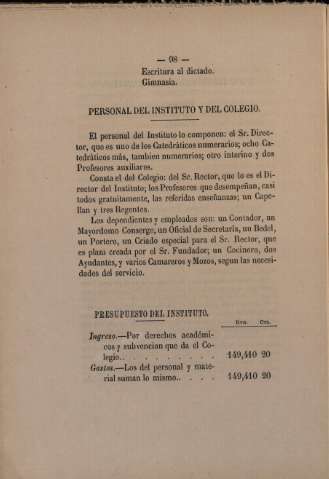 — 98 —
Escritura al dictado.
Gimnasia.
PERSONAL DEL INSTITUTO Y DEL COLEGIO.
El personal del Instituto lo componen: el Sr. Direc-
tor, que es uno de los Catedráticos numerarios; ocho Ca-
tedráticos más, tambien numerarios; otro interino y dos
Profesores auxiliares.
Consta el del Colegio: del Sr. Rector, que lo es el Di-
rector del Instituto; los Profesores que desempeñan, casi
todos gratuitamente, las referidas enseñanzas; un Cape-
llan y tres Regentes.
Los dependientes y empleados son: un Contador, un
Mayordomo Conserge, un Oficial de Secretaría, un Bedel,
un Portero, un Criado especial para el Sr. Rector, que
es plaza creada por el Sr. Fundador; un Cocinero, dos
Ayudantes, y varios Camareros y Mozos, segun las necesi-
dades del servicio.
PRESUPUESTO DEL INSTITUTO.
Rvn. Cts.
Ingreso.—Por derechos académi-
cos y subvencion que da el Co-
legio.. . . . . . . . . 149,410 20
Gastos.—Los del personal y mate-
rial suman lo mismo.. . . . 149,410 20